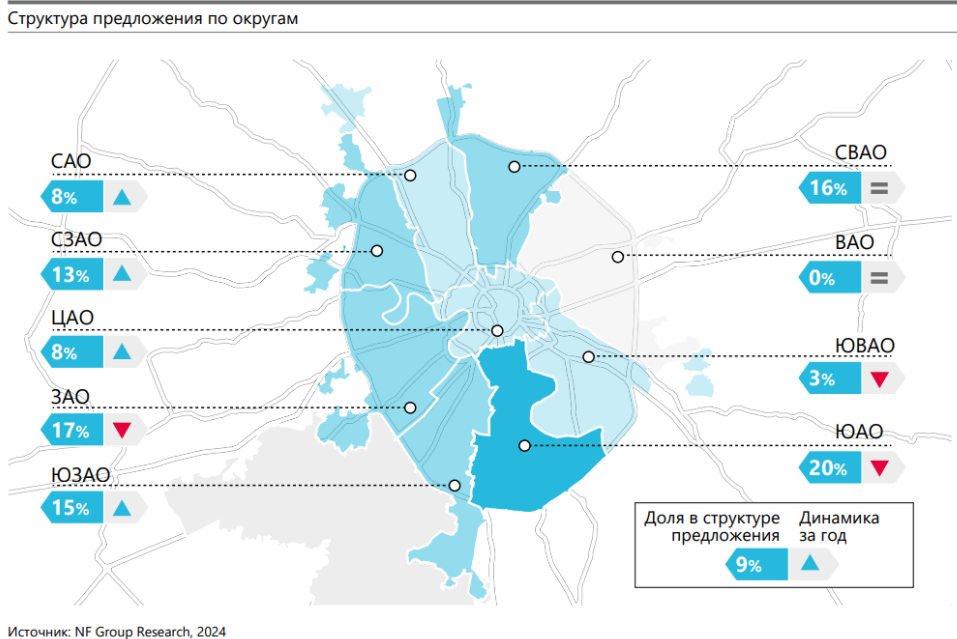 Структура предложения по округам
САО
8%
СЗАО
13%
ЦАО
8%
ЗАО
17%
ЮЗАО
15%
СВАО
16% =
ВАО
0% =
ЮВАО
3%
ЮАО
20%
Доля в структуре
предложения
Динамика
за год
9%
Источник: NF Group Research, 2024